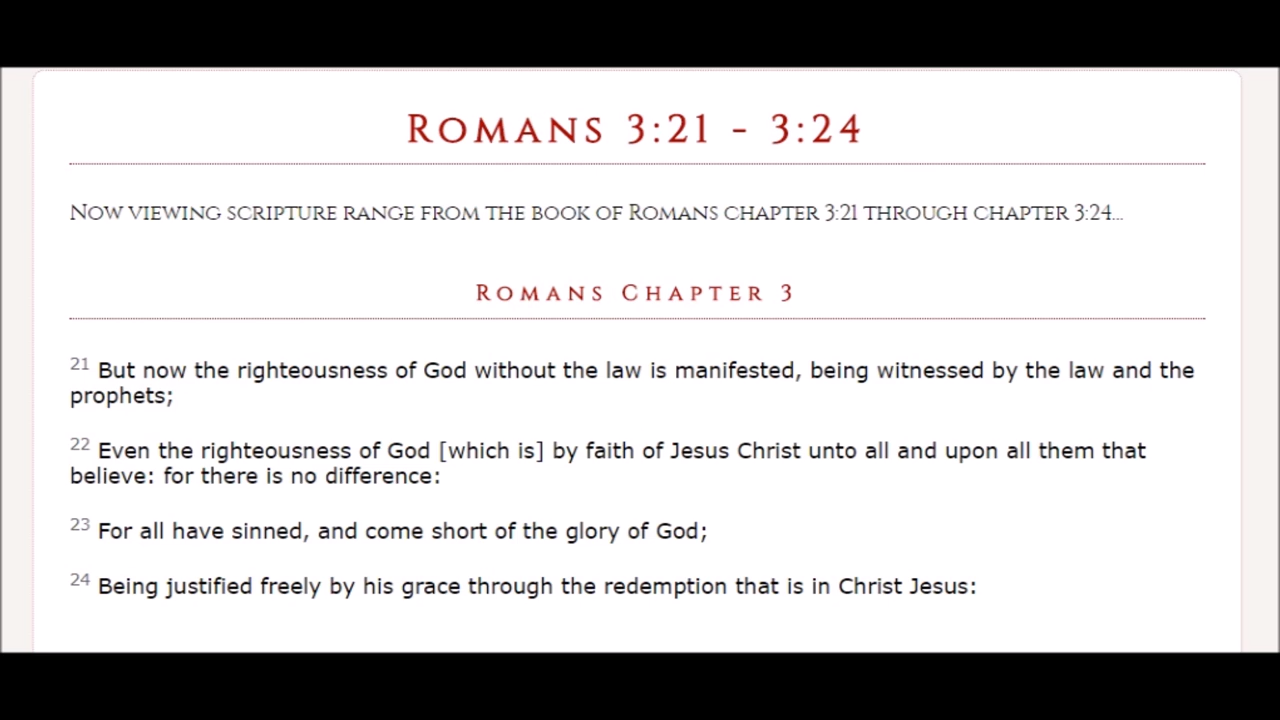 Romans 3:21 - 3:24
Now viewing scripture range from the book of Romans chapter 3:21 through chapter 3:24...
Romans Chapter 3
21 But now the righteousness of God without the law is manifested, being witnessed by the law and the
prophets;
22 Even the righteousness of God [which is] by faith of Jesus Christ unto all and upon all them that
believe: for there is no difference:
23 For all have sinned, and come short of the glory of God;
24 Being justified freely by his grace through the redemption that is in Christ Jesus: